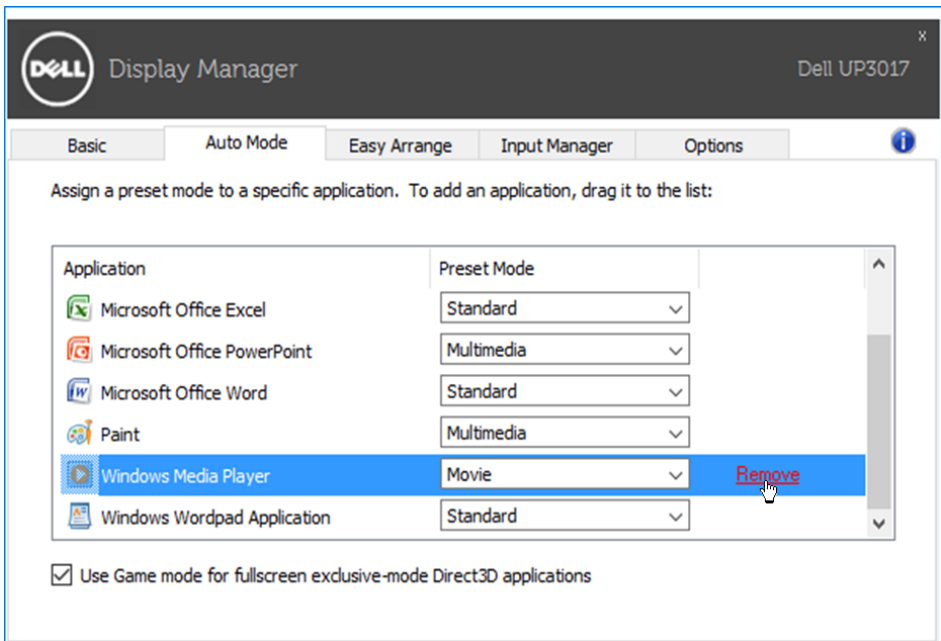 x
DELL Display Manager Dell UP3017
Basic Auto Mode Easy Arrange Input Manager Options i
Assign a preset mode to a specific application. To add an application, drag it to the list:
Application Preset Mode
Microsoft Office Excel Standard
Microsoft Office PowerPoint Multimedia
Microsoft Office Word Standard
Paint Multimedia
Windows Media Player Movie Remove
Windows Wordpad Application Standard
Use Game mode for fullscreen exclusive-mode Direct3D applications